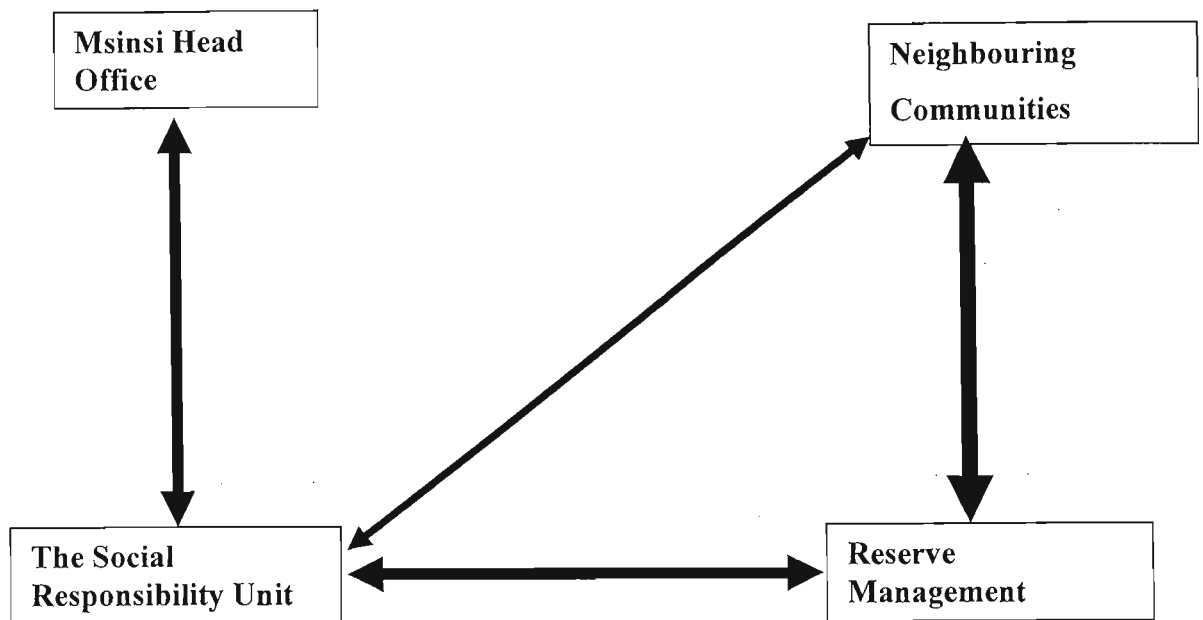 Msinsi Head
Office
Neighbouring
Communities
The Social
Responsibility Unit
Reserve
Management